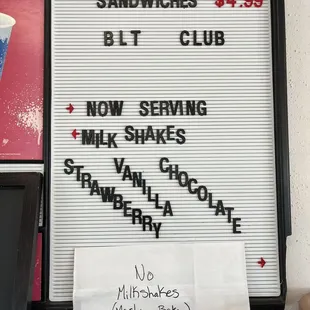 SANDWICHES $4.99
BLT CLUB
NOW SERVING
MILK SHAKES
STRAWBERRY VANILLA CHOCOLATE
No
Milkshakes